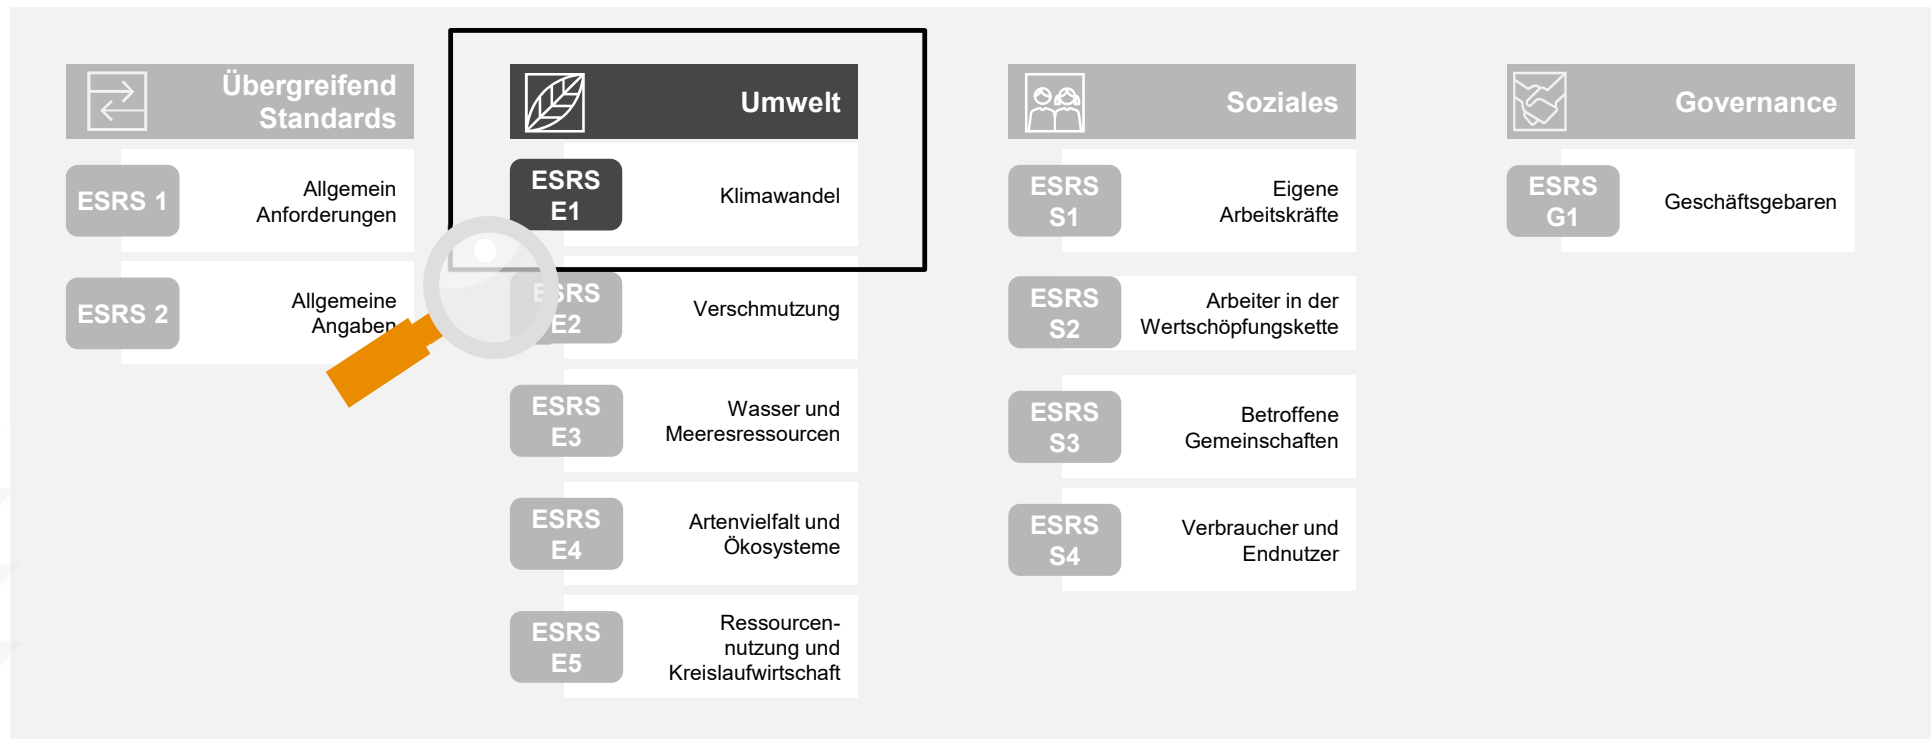 Übergreifend
Standards
ESRS 1
Allgemein
Anforderungen
ESRS 2
Allgemeine
Angaben
Umwelt
ESRS
E1
Klimawandel
ESRS
E2
Verschmutzung
ESRS
E3
Wasser und
Meeresressourcen
ESRS
E4
Artenvielfalt und
Ökosysteme
ESRS
E5
Ressourcen-
nutzung und
Kreislaufwirtschaft
Soziales
ESRS
S1
Eigene
Arbeitskräfte
ESRS
S2
Arbeiter in der
Wertschöpfungskette
ESRS
S3
Betroffene
Gemeinschaften
ESRS
S4
Verbraucher und
Endnutzer
Governance
ESRS
G1
Geschäftsgebaren